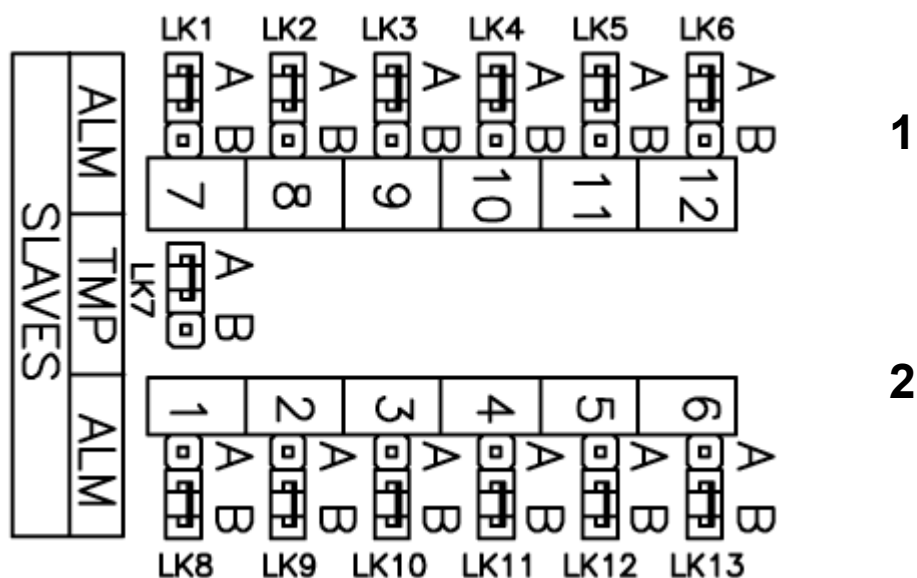 LK1 LK2 LK3 LK4 LK5 LK6
A A A A A A
B B B B B B
1
7 8 9 10 11 12
SLAVES
ALM TMP ALM
LK7
A
B
2
1 2 3 4 5 6
A A A A A A
B B B B B B
LK8 LK9 LK10 LK11 LK12 LK13